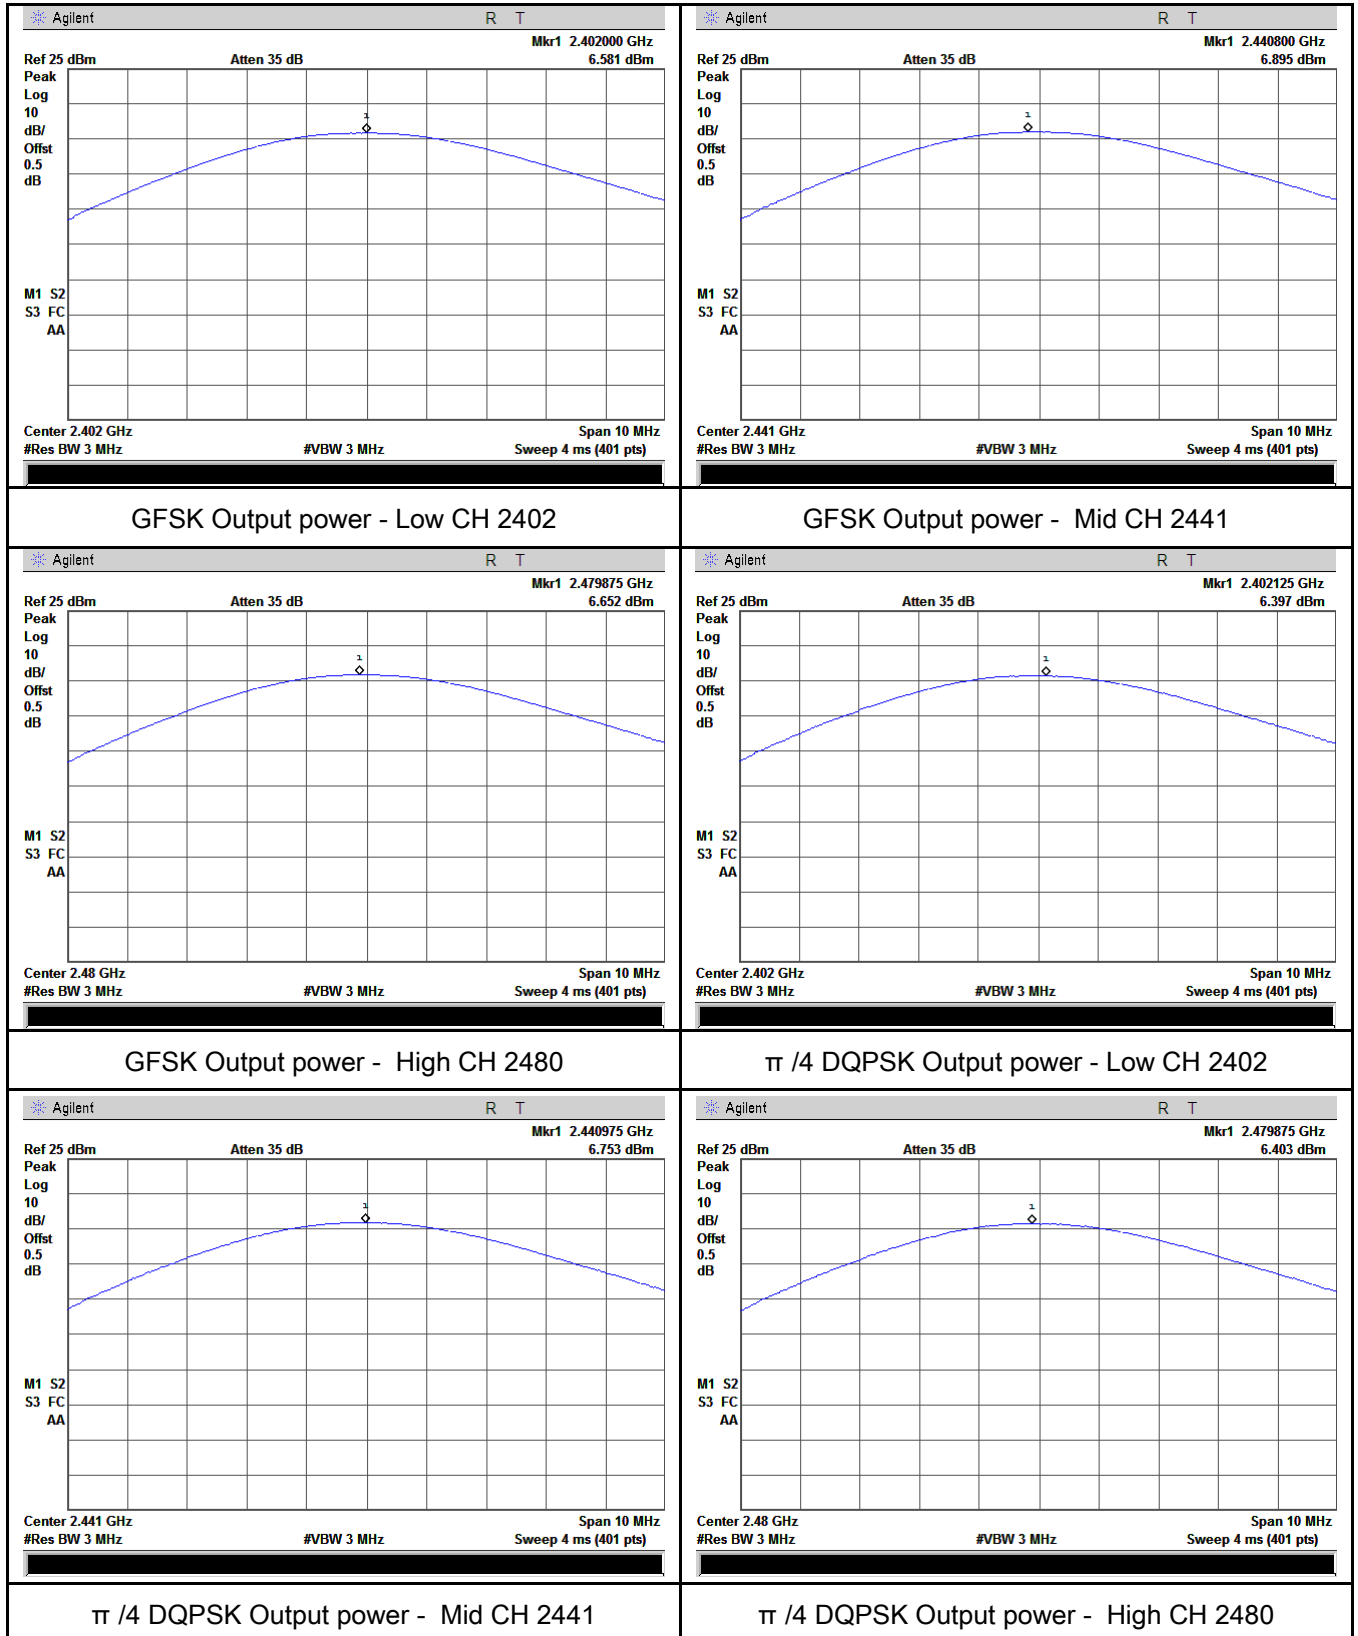 Agilent R T
Mkr1 2.402000 GHz
Ref 25 dBm Atten 35 dB 6.581 dBm
Peak
Log
10
dB/
Offst
0.5
dB
1
M1 S2
S3 FC
AA
Center 2.402 GHz Span 10 MHz
#Res BW 3 MHz #VBW 3 MHz Sweep 4 ms (401 pts)
GFSK Output power - Low CH 2402
Agilent R T
Mkr1 2.440800 GHz
Ref 25 dBm Atten 35 dB 6.895 dBm
Peak
Log
10
dB/
Offst
0.5
dB
1
M1 S2
S3 FC
AA
Center 2.441 GHz Span 10 MHz
#Res BW 3 MHz #VBW 3 MHz Sweep 4 ms (401 pts)
GFSK Output power - Mid CH 2441
Agilent R T
Mkr1 2.479875 GHz
Ref 25 dBm Atten 35 dB 6.652 dBm
Peak
Log
10
dB/
Offst
0.5
dB
1
M1 S2
S3 FC
AA
Center 2.48 GHz Span 10 MHz
#Res BW 3 MHz #VBW 3 MHz Sweep 4 ms (401 pts)
GFSK Output power - High CH 2480
Agilent R T
Mkr1 2.402125 GHz
Ref 25 dBm Atten 35 dB 6.397 dBm
Peak
Log
10
dB/
Offst
0.5
dB
1
M1 S2
S3 FC
AA
Center 2.402 GHz Span 10 MHz
#Res BW 3 MHz #VBW 3 MHz Sweep 4 ms (401 pts)
π /4 DQPSK Output power - Low CH 2402
Agilent R T
Mkr1 2.440975 GHz
Ref 25 dBm Atten 35 dB 6.753 dBm
Peak
Log
10
dB/
Offst
0.5
dB
1
M1 S2
S3 FC
AA
Center 2.441 GHz Span 10 MHz
#Res BW 3 MHz #VBW 3 MHz Sweep 4 ms (401 pts)
π /4 DQPSK Output power - Mid CH 2441
Agilent R T
Mkr1 2.479875 GHz
Ref 25 dBm Atten 35 dB 6.403 dBm
Peak
Log
10
dB/
Offst
0.5
dB
1
M1 S2
S3 FC
AA
Center 2.48 GHz Span 10 MHz
#Res BW 3 MHz #VBW 3 MHz Sweep 4 ms (401 pts)
π /4 DQPSK Output power - High CH 2480